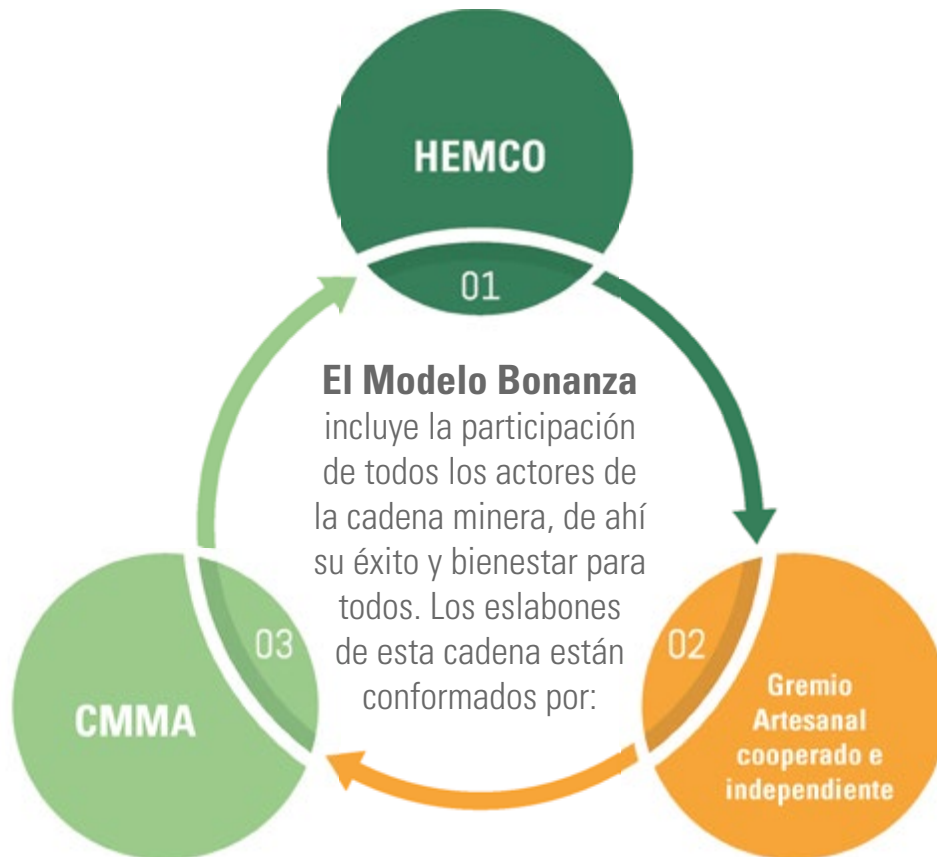 HEMCO
01
El Modelo Bonanza
incluye la participación
de todos los actores de
la cadena minera, de ahí
su éxito y bienestar para
todos. Los eslabones
de esta cadena están
conformados por:
02
Gremio
Artesanal
cooperado e
independiente
03
CMMA